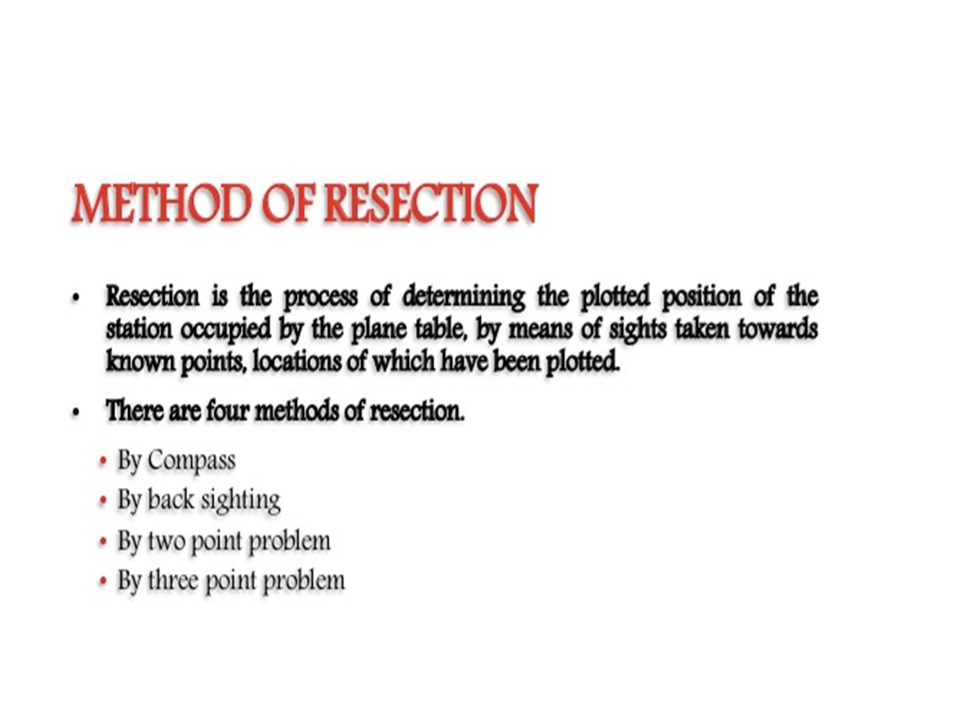 METHOD OF RESECTION
• Resection is the process of determining the plotted position of the
station occupied by the plane table, by means of sights taken towards
known points, locations of which have been plotted.
• There are four methods of resection.
• By Compass
• By back sighting
• By two point problem
• By three point problem